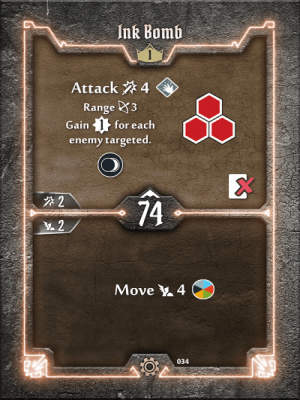 Ink Bomb
1
Attack 4
Range 3
Gain 1 for each
enemy targeted.
2
74
2
Move 4
034